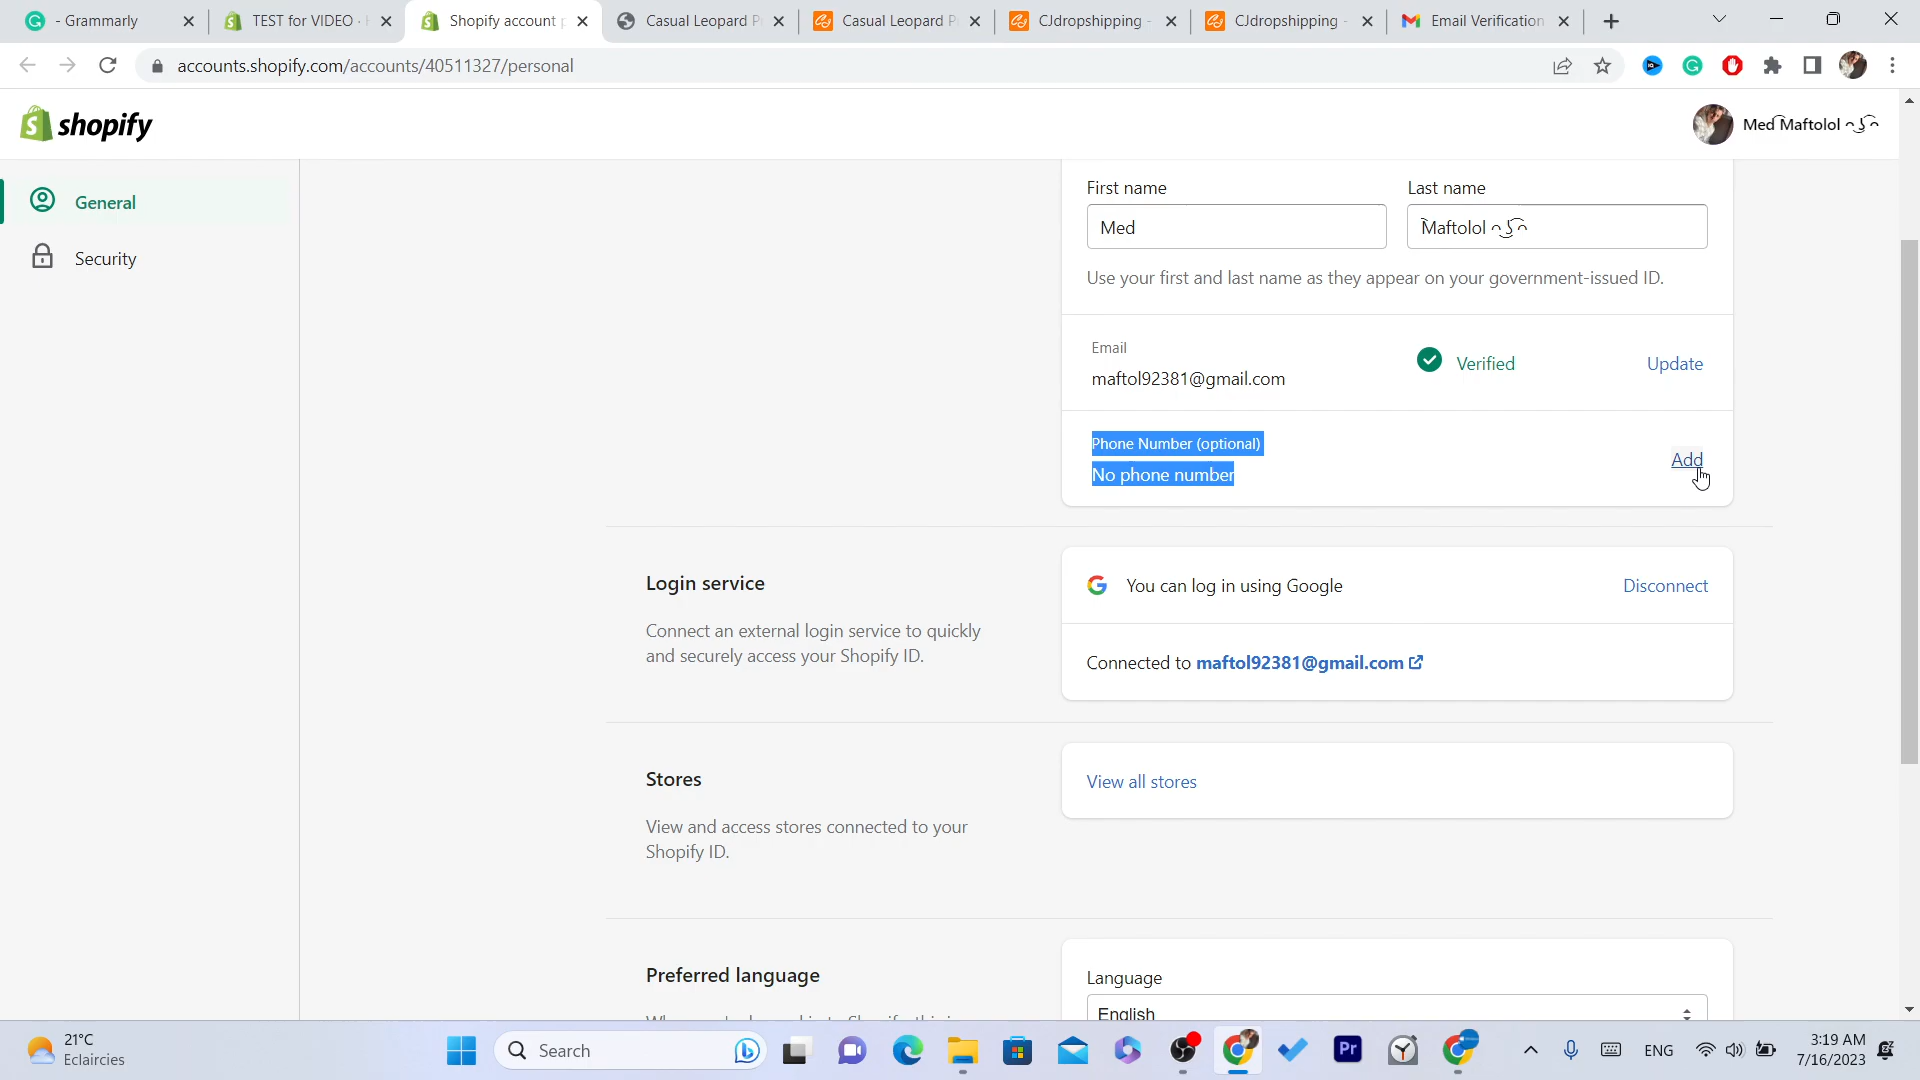 - Grammarly
TEST for VIDEO ·
Shopify account
Casual Leopard P
Casual Leopard P
CJdropshipping -
CJdropshipping -
Email Verification
accounts.shopify.com/accounts/40511327/personal
shopify
Med Maftolol
General
Security
First name
Last name
Med
Maftolol
Use your first and last name as they appear on your government-issued ID.
Email
maftol92381@gmail.com
Verified
Update
Phone Number (optional)
No phone number
Add
Login service
Connect an external login service to quickly
and securely access your Shopify ID.
You can log in using Google
Disconnect
Connected to maftol92381@gmail.com
Stores
View and access stores connected to your
Shopify ID.
View all stores
Preferred language
Language
English
21°C
Eclaircies
Search
Pr
ENG
3:19 AM
7/16/2023